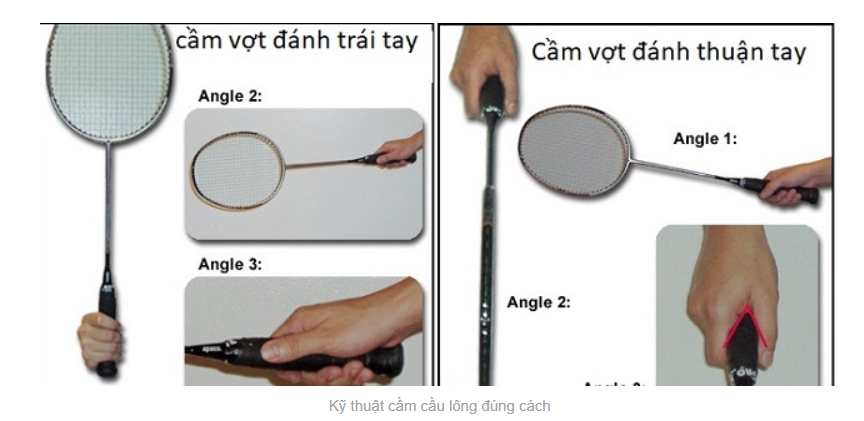 cầm vợt đánh trái tay
Angle 2:
Angle 3:
apacs
Cầm vợt đánh thuận tay
Angle 1:
Angle 2:
Kỹ thuật cầm cầu lông đúng cách